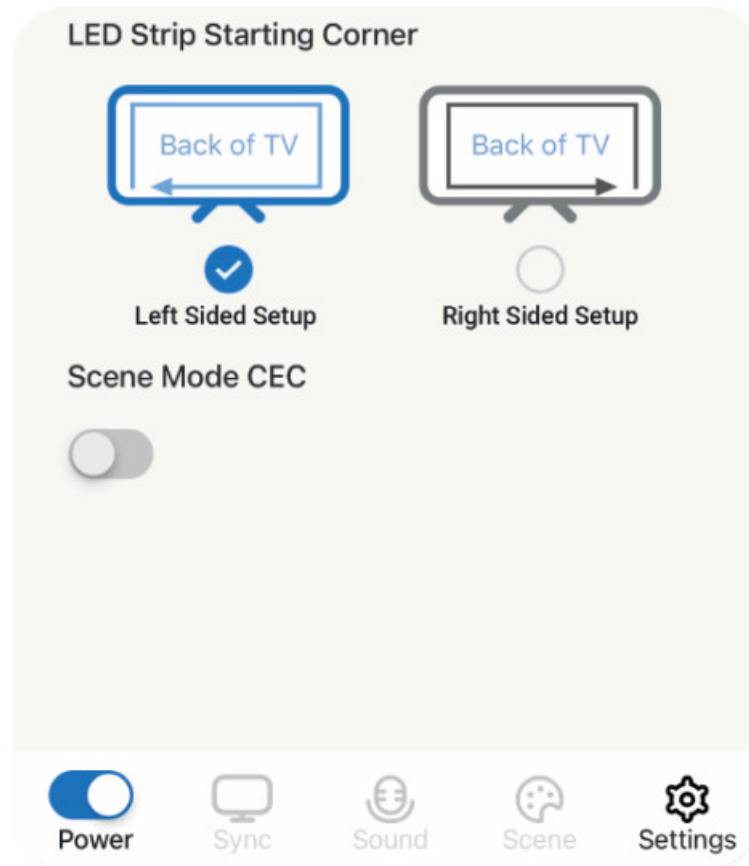 LED Strip Starting Corner
Back of TV
Back of TV
Left Sided Setup
Right Sided Setup
Scene Mode CEC
Power
Sync
Sound
Scene
Settings